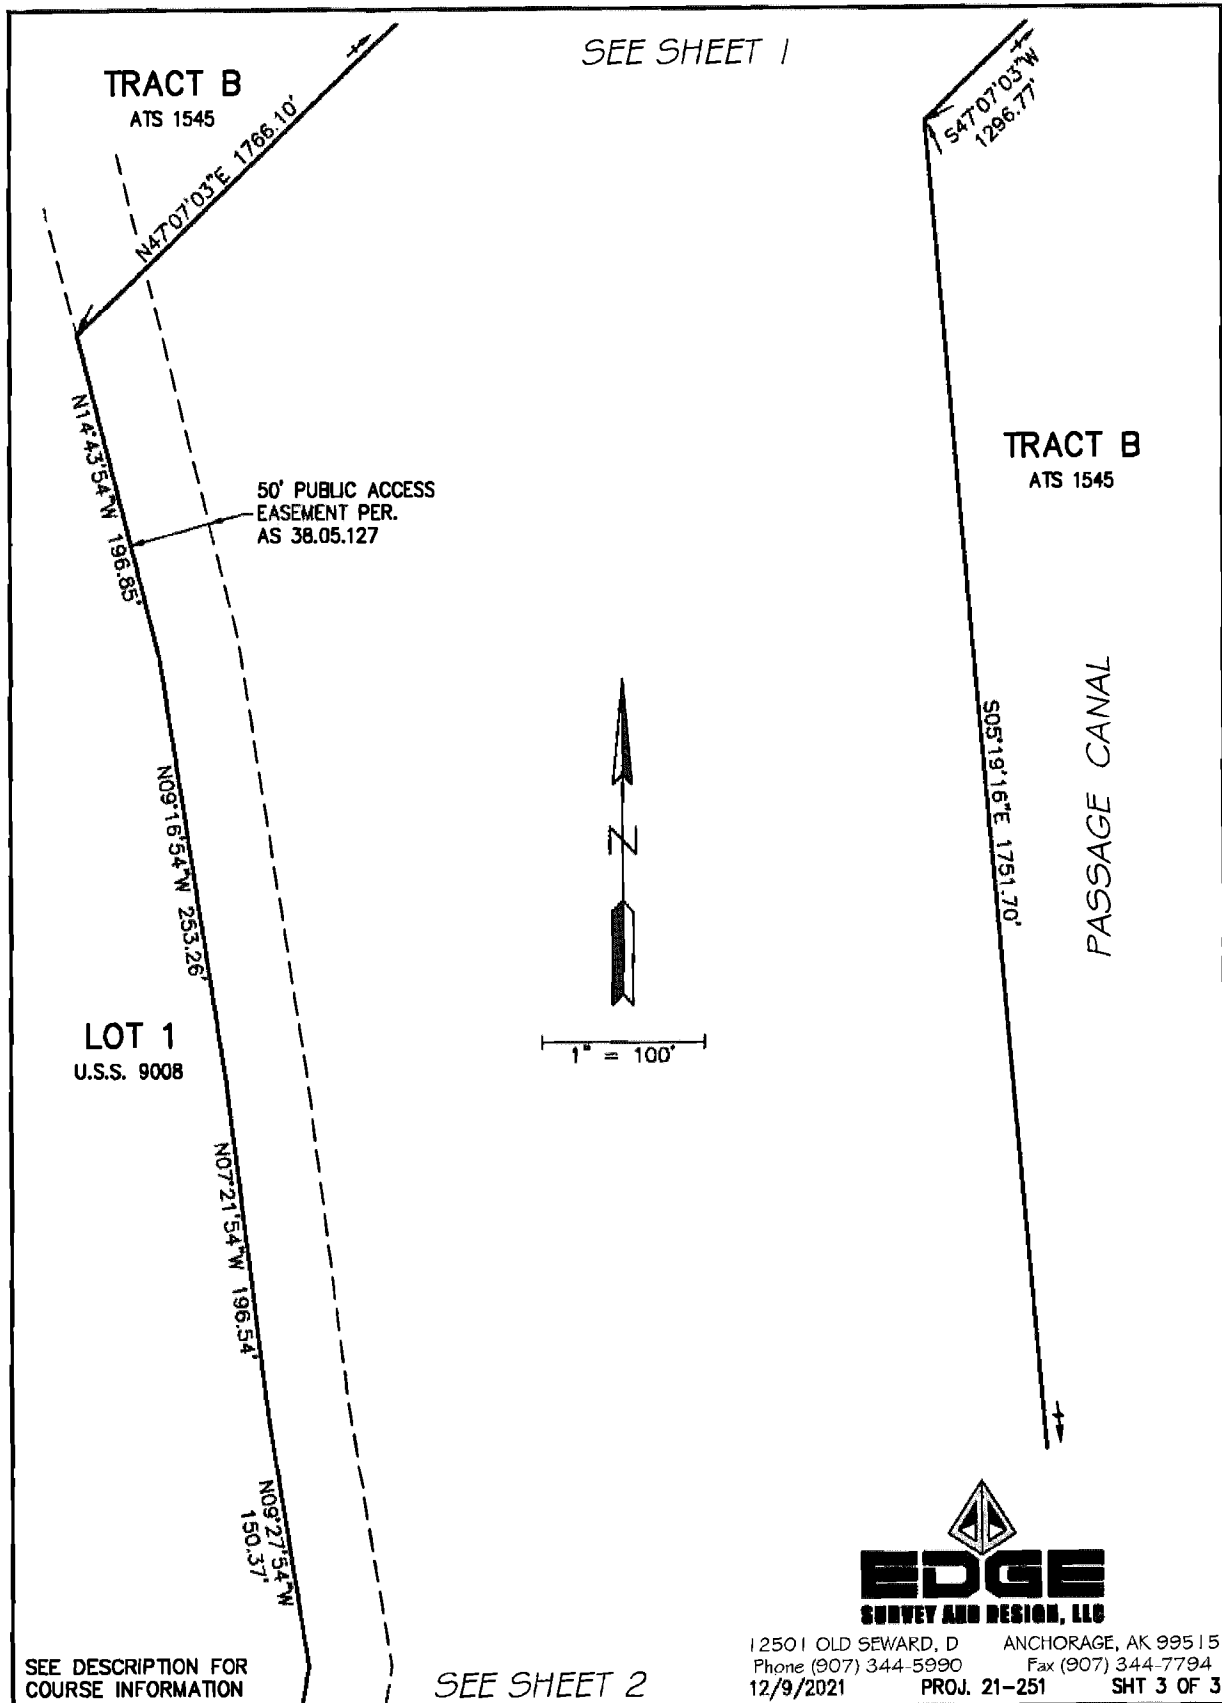 SEE SHEET 1
TRACT B
ATS 1545
N47°07'03"E 1766.10'
S47°07'03"W
1296.77'
N14°43'54"W 196.85'
50' PUBLIC ACCESS
EASEMENT PER.
AS 38.05.127
TRACT B
ATS 1545
S05°19'16"E 1751.70'
PASSAGE CANAL
N09°16'54"W 253.26'
N
1" = 100'
LOT 1
U.S.S. 9008
N07°21'54"W 196.54'
N09°27'54"W
150.37'
EDGE
SURVEY AND DESIGN, LLC
12501 OLD SEWARD, D ANCHORAGE, AK 99515
Phone (907) 344-5990 Fax (907) 344-7794
12/9/2021 PROJ. 21-251 SHT 3 OF 3
SEE DESCRIPTION FOR
COURSE INFORMATION
SEE SHEET 2